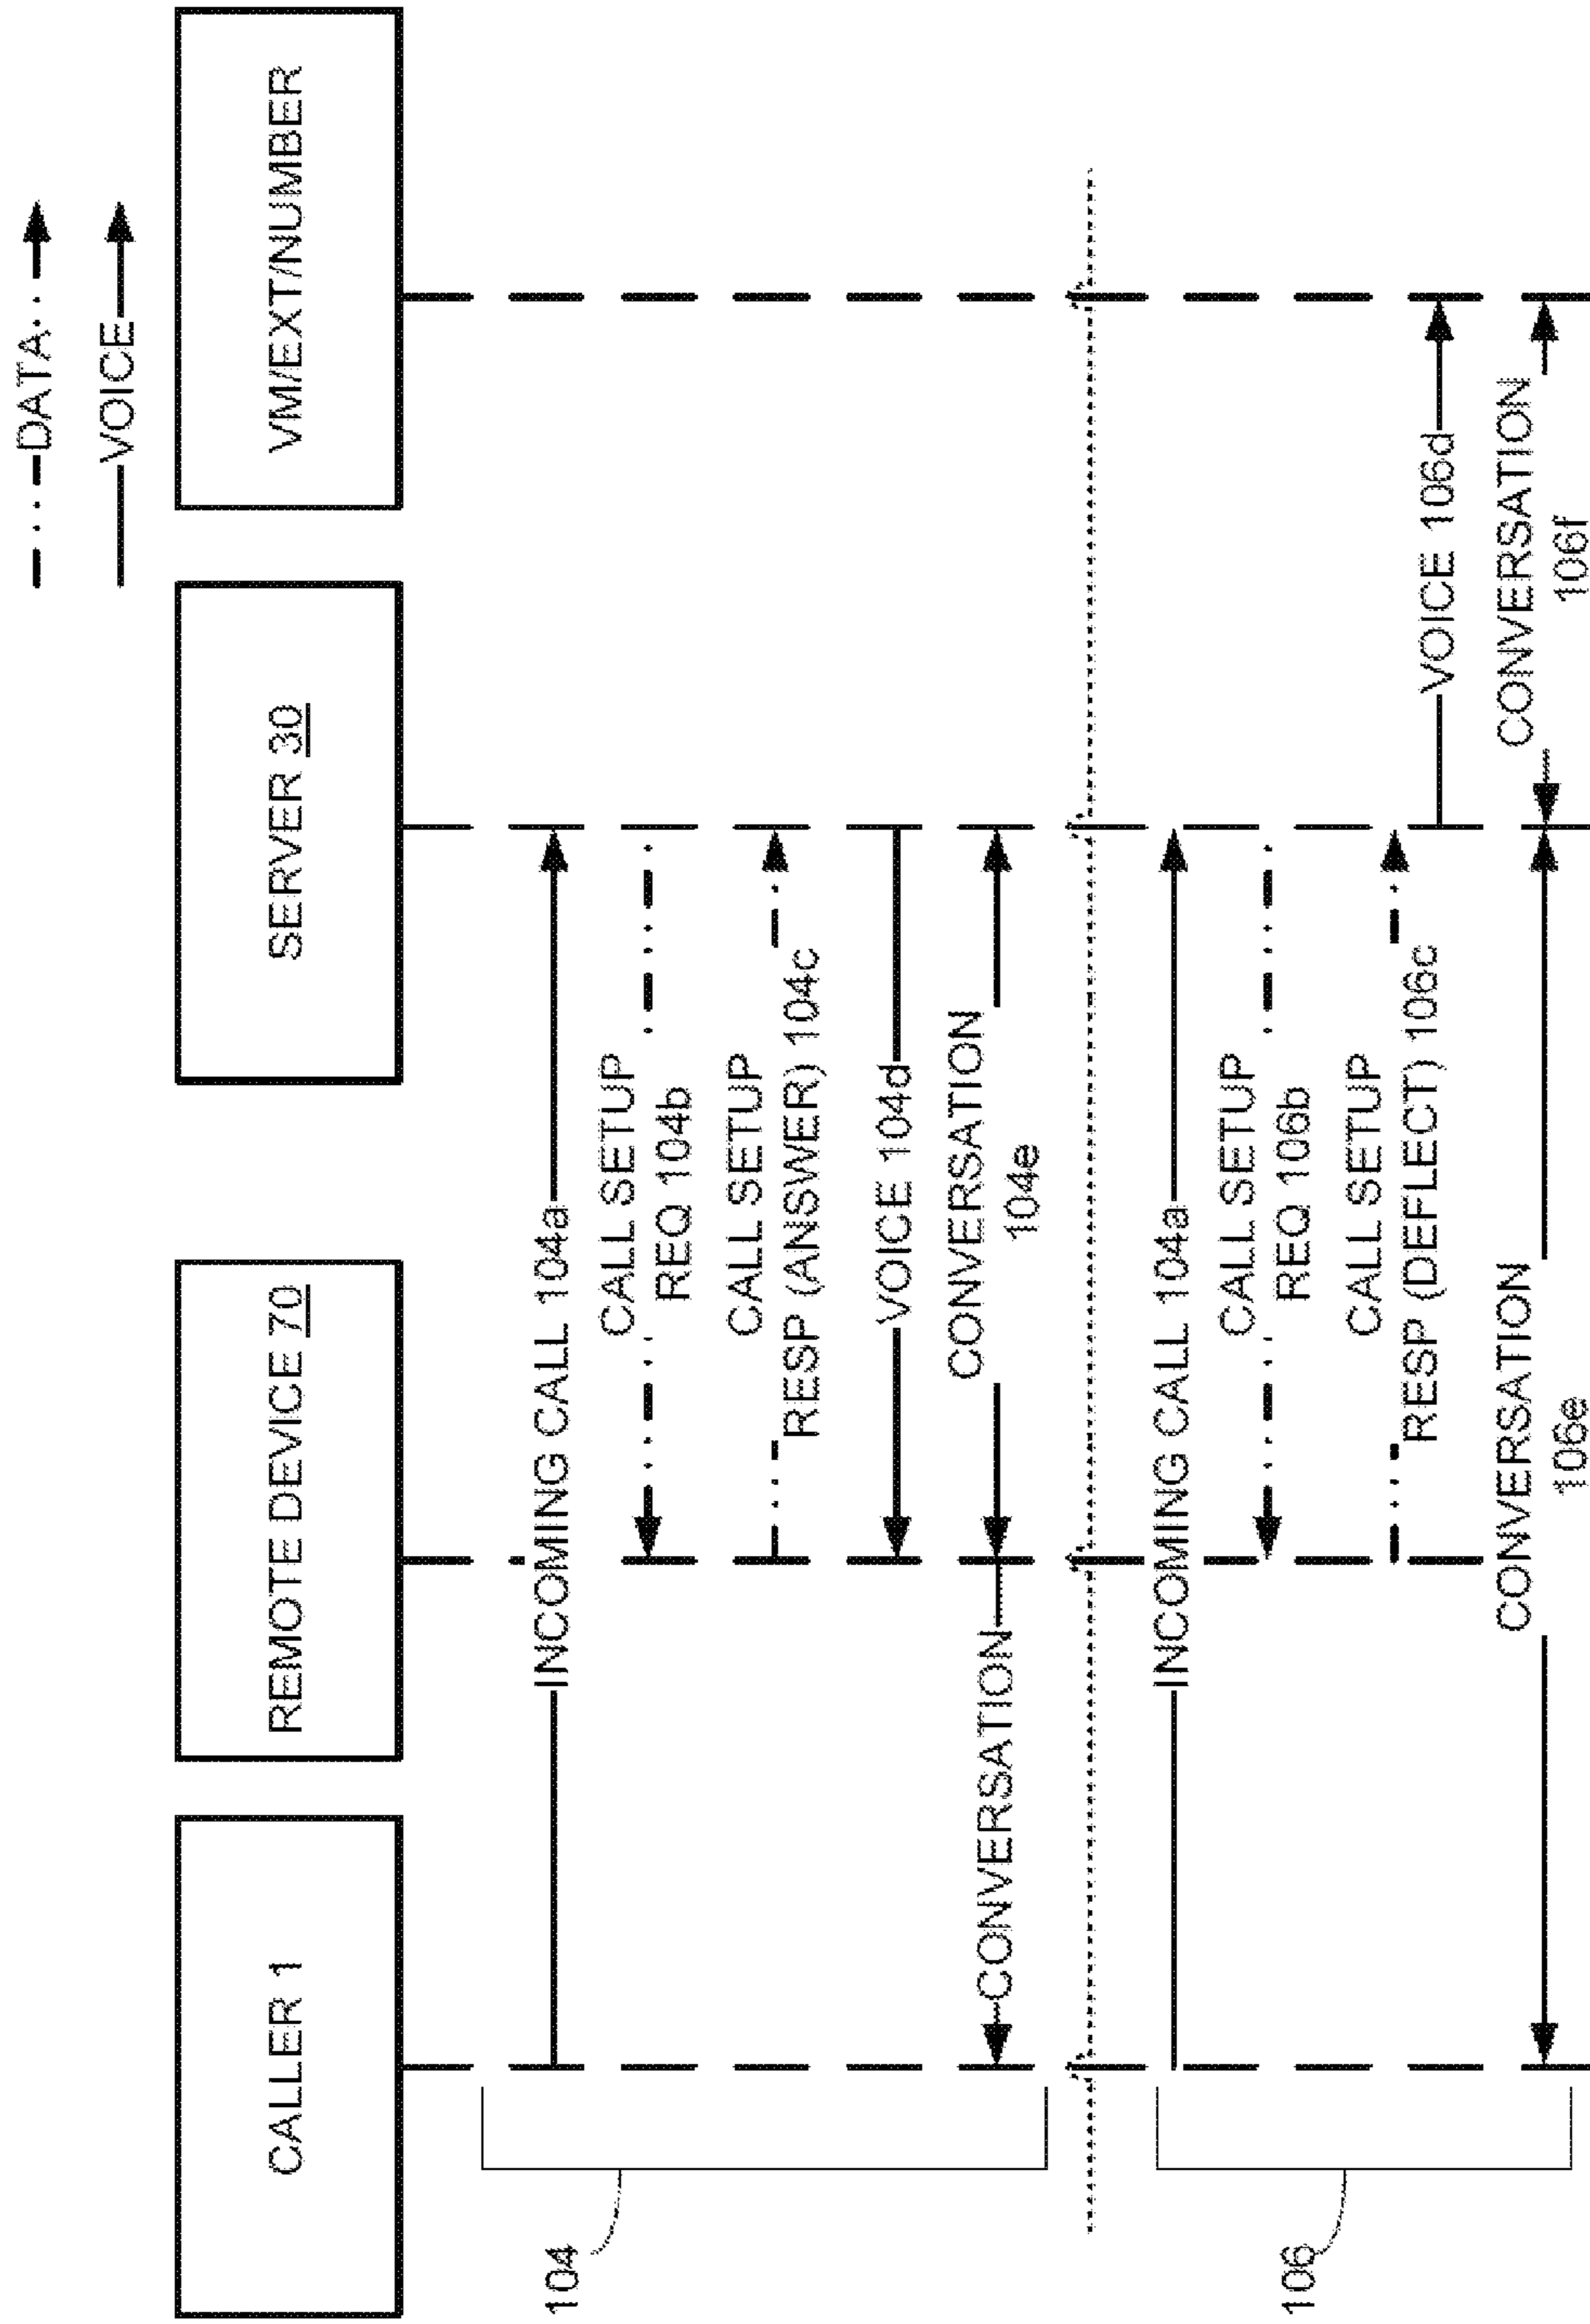 DATA
VOICE
CALLER 1
REMOTE DEVICE 70
SERVER 30
VM/EXT/NUMBER
104
INCOMING CALL 104a
CALL SETUP
REQ 104b
CALL SETUP
RESP (ANSWER) 104c
VOICE 104d
CONVERSATION
CONVERSATION
104e
106
INCOMING CALL 104a
CALL SETUP
REQ 106b
CALL SETUP
RESP (DEFLECT) 106c
VOICE 106d
CONVERSATION
106e
CONVERSATION
106f